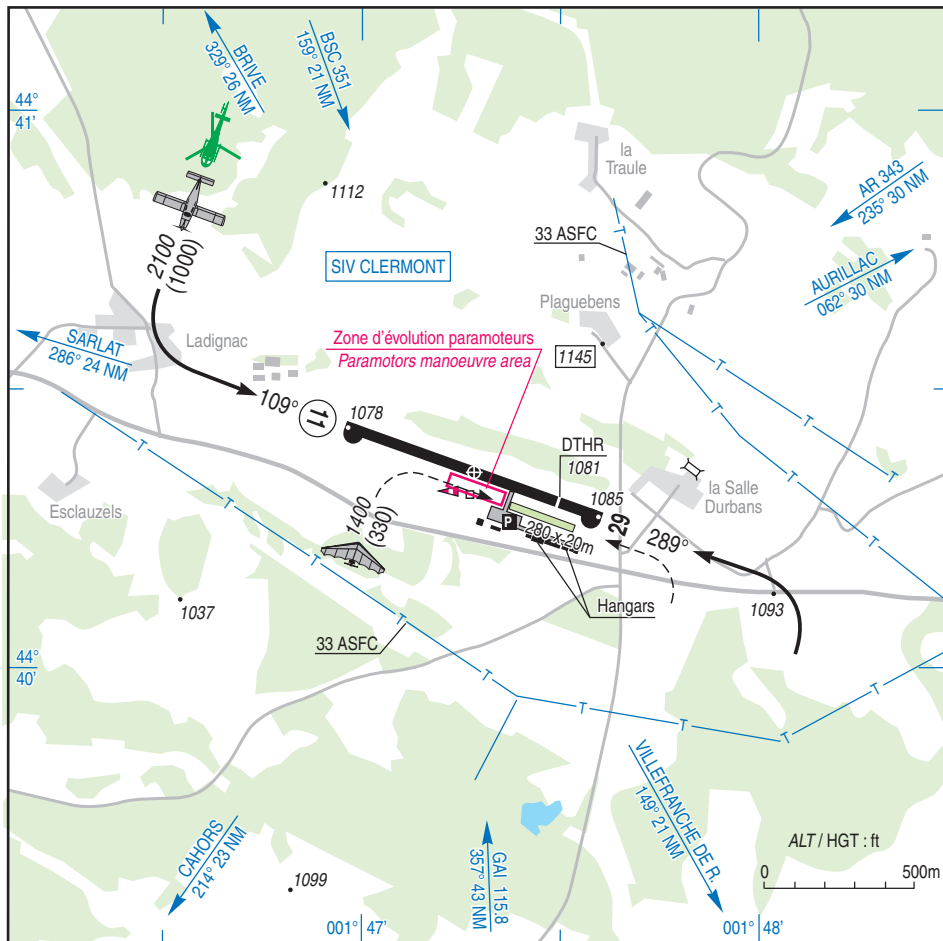 44°
41'
BRIVE
329° 26 NM
BSC 351
159° 21 NM
la
Traule
1112
AR 343
235° 30 NM
33 ASFC
2100
(1000)
SIV CLERMONT
AURILLAC
062° 30 NM
Plaguebens
SARLAT
286° 24 NM
Ladignac
Zone d'évolution paramoteurs
Paramotors manoeuvre area
1145
109°
11
1078
DTHR
1081
1085
la Salle
Durbans
Esclauzels
1400
(330)
P
280 x 20m
29
289°
Hangars
1093
1037
33 ASFC
44°
40'
CAHORS
214° 23 NM
1099
GAI 115.8
357° 43 NM
VILLEFRANCHE DE R.
149° 21 NM
ALT / HGT : ft
0
500m
001° 47'
001° 48'
T
T
T
T
T
T
T
T
T
T
T
T
T
T